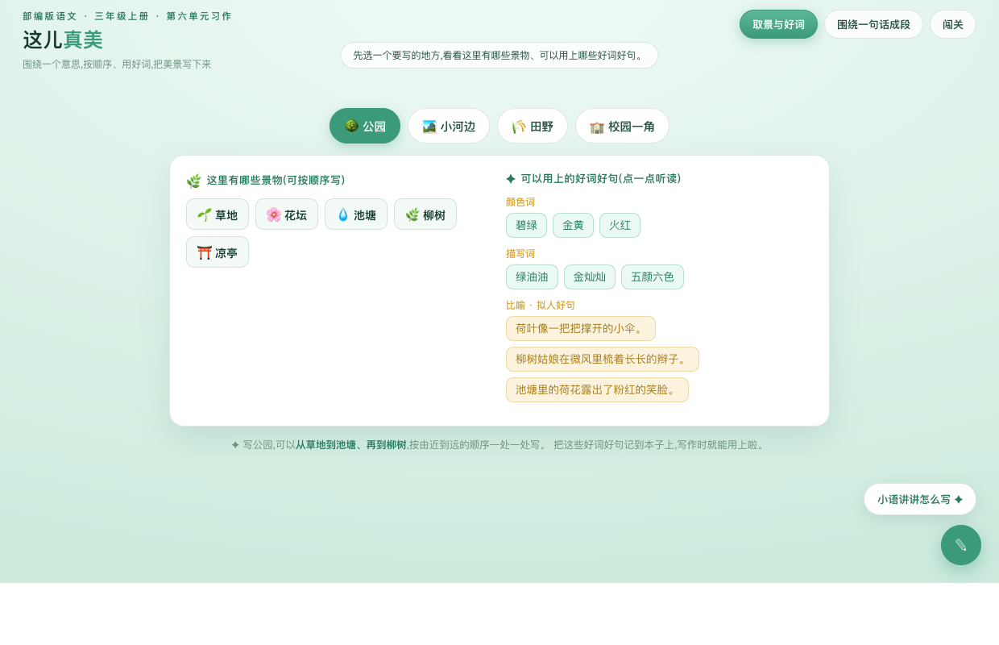 部编版语文 · 三年级上册 · 第六单元习作
这儿真美
围绕一个意思,按顺序、用好词,把美景写下来
取景与好词
围绕一句话成段
闯关
先选一个要写的地方,看看这里有哪些景物、可以用上哪些好词好句。
公园
小河边
田野
校园一角
这里有哪些景物(可按顺序写)
草地
花坛
池塘
柳树
凉亭
可以用上的好词好句(点一点听读)
颜色词
碧绿
金黄
火红
描写词
绿油油
金灿灿
五颜六色
比喻 · 拟人好句
荷叶像一把把撑开的小伞。
柳树姑娘在微风里梳着长长的辫子。
池塘里的荷花露出了粉红的笑脸。
✦ 写公园,可以从草地到池塘、再到柳树,按由近到远的顺序一处一处写。 把这些好词好句记到本子上,写作时就能用上啦。
小语讲讲怎么写 ✦